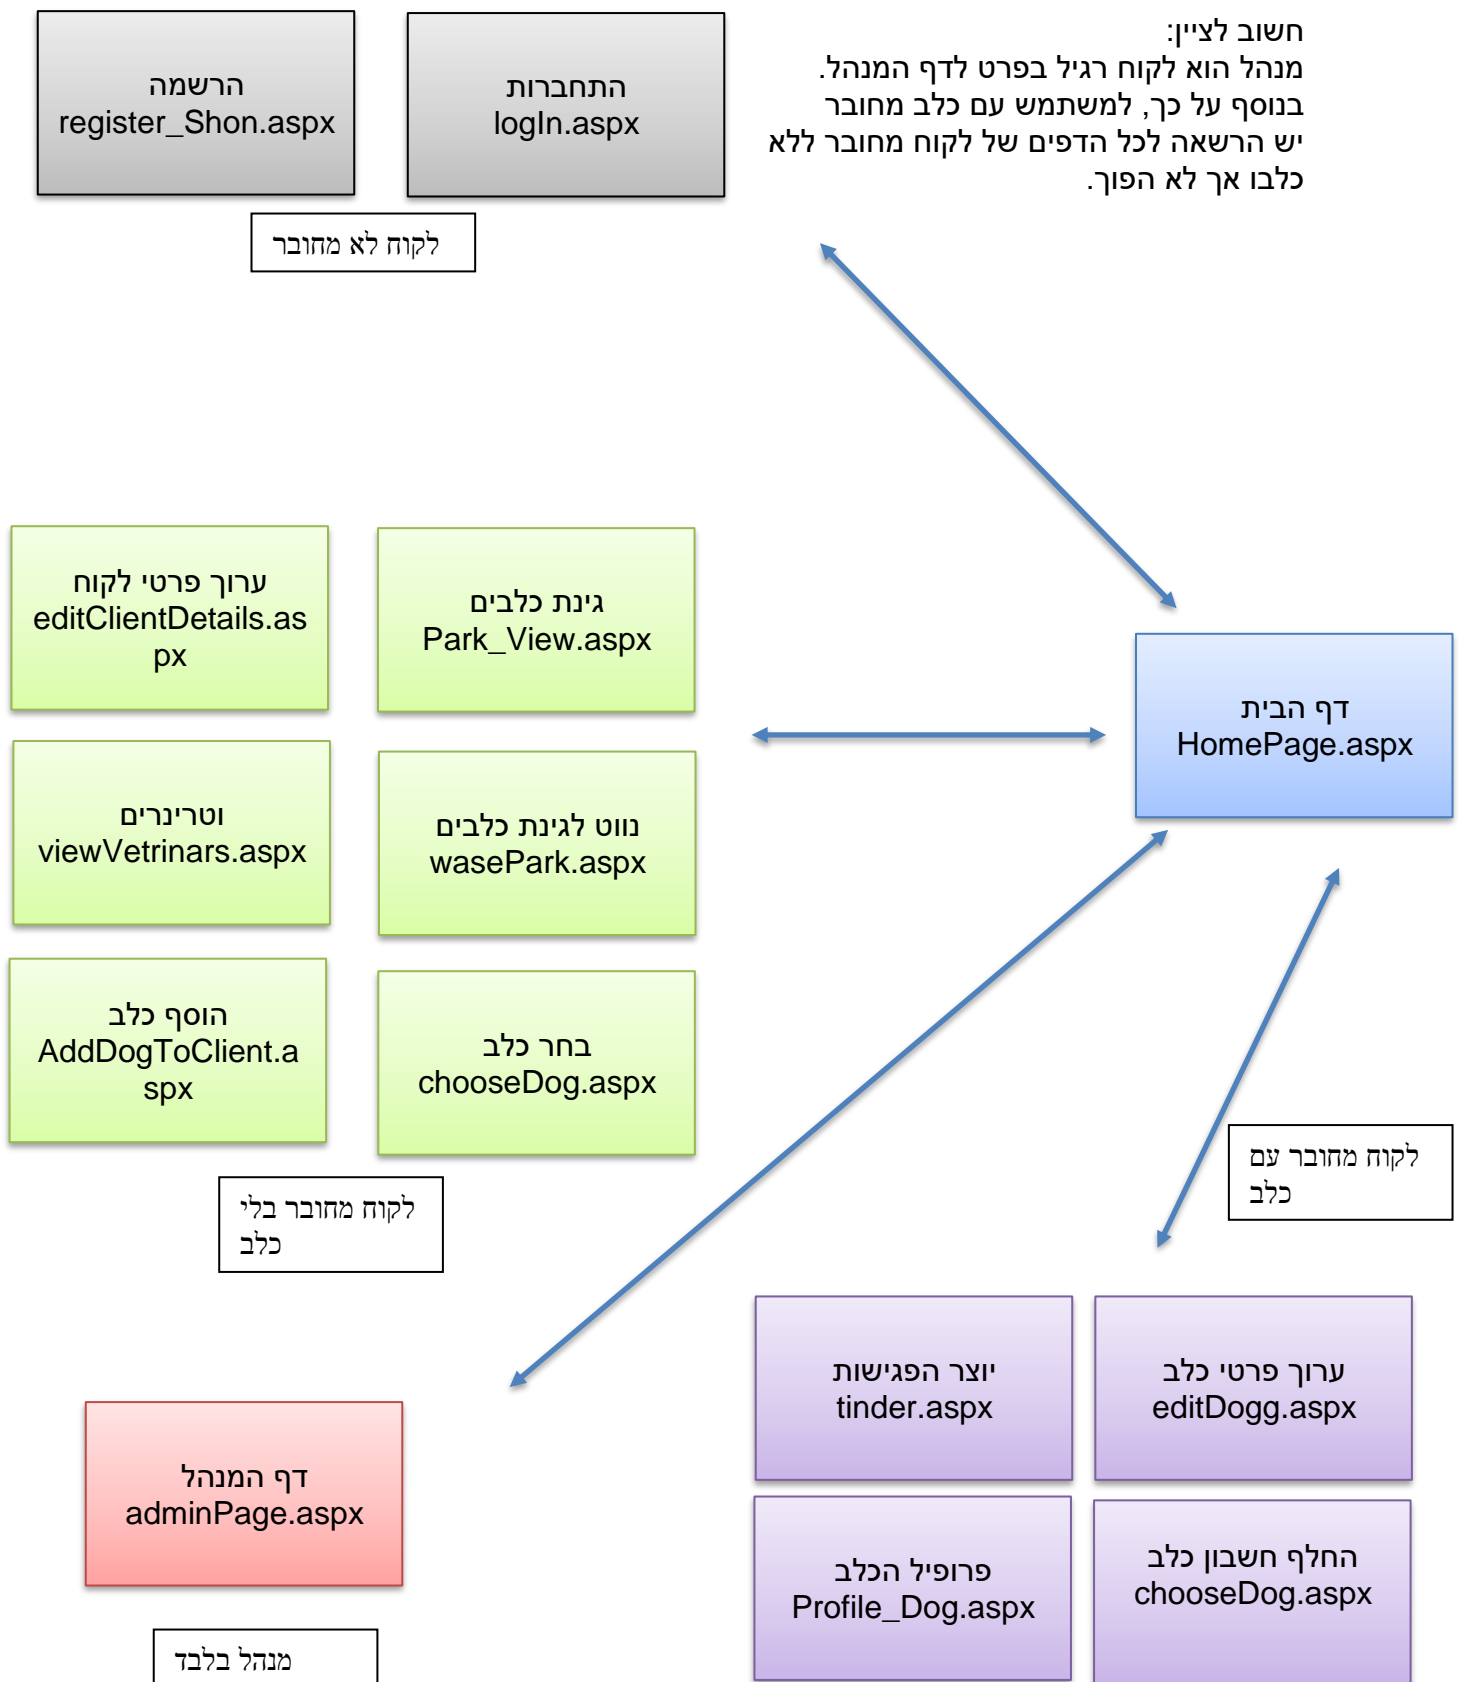 חשוב לציין:
מנהל הוא לקוח רגיל בפרט לדף המנהל.
בנוסף על כך, למשתמש עם כלב מחובר
יש הרשאה לכל הדפים של לקוח מחובר ללא
כלבו אך לא הפוך.
התחברות
logIn.aspx
הרשמה
register_Shon.aspx
לקוח לא מחובר
דף הבית
HomePage.aspx
גינת כלבים
Park_View.aspx
ערוך פרטי לקוח
editClientDetails.as
px
נווט לגינת כלבים
wasePark.aspx
וטרינרים
viewVetrinars.aspx
בחר כלב
chooseDog.aspx
הוסף כלב
AddDogToClient.a
spx
לקוח מחובר בלי
כלב
לקוח מחובר עם
כלב
ערוך פרטי כלב
editDogg.aspx
יוצר הפגישות
tinder.aspx
החלף חשבון כלב
chooseDog.aspx
פרופיל הכלב
Profile_Dog.aspx
דף המנהל
adminPage.aspx
מנהל בלבד